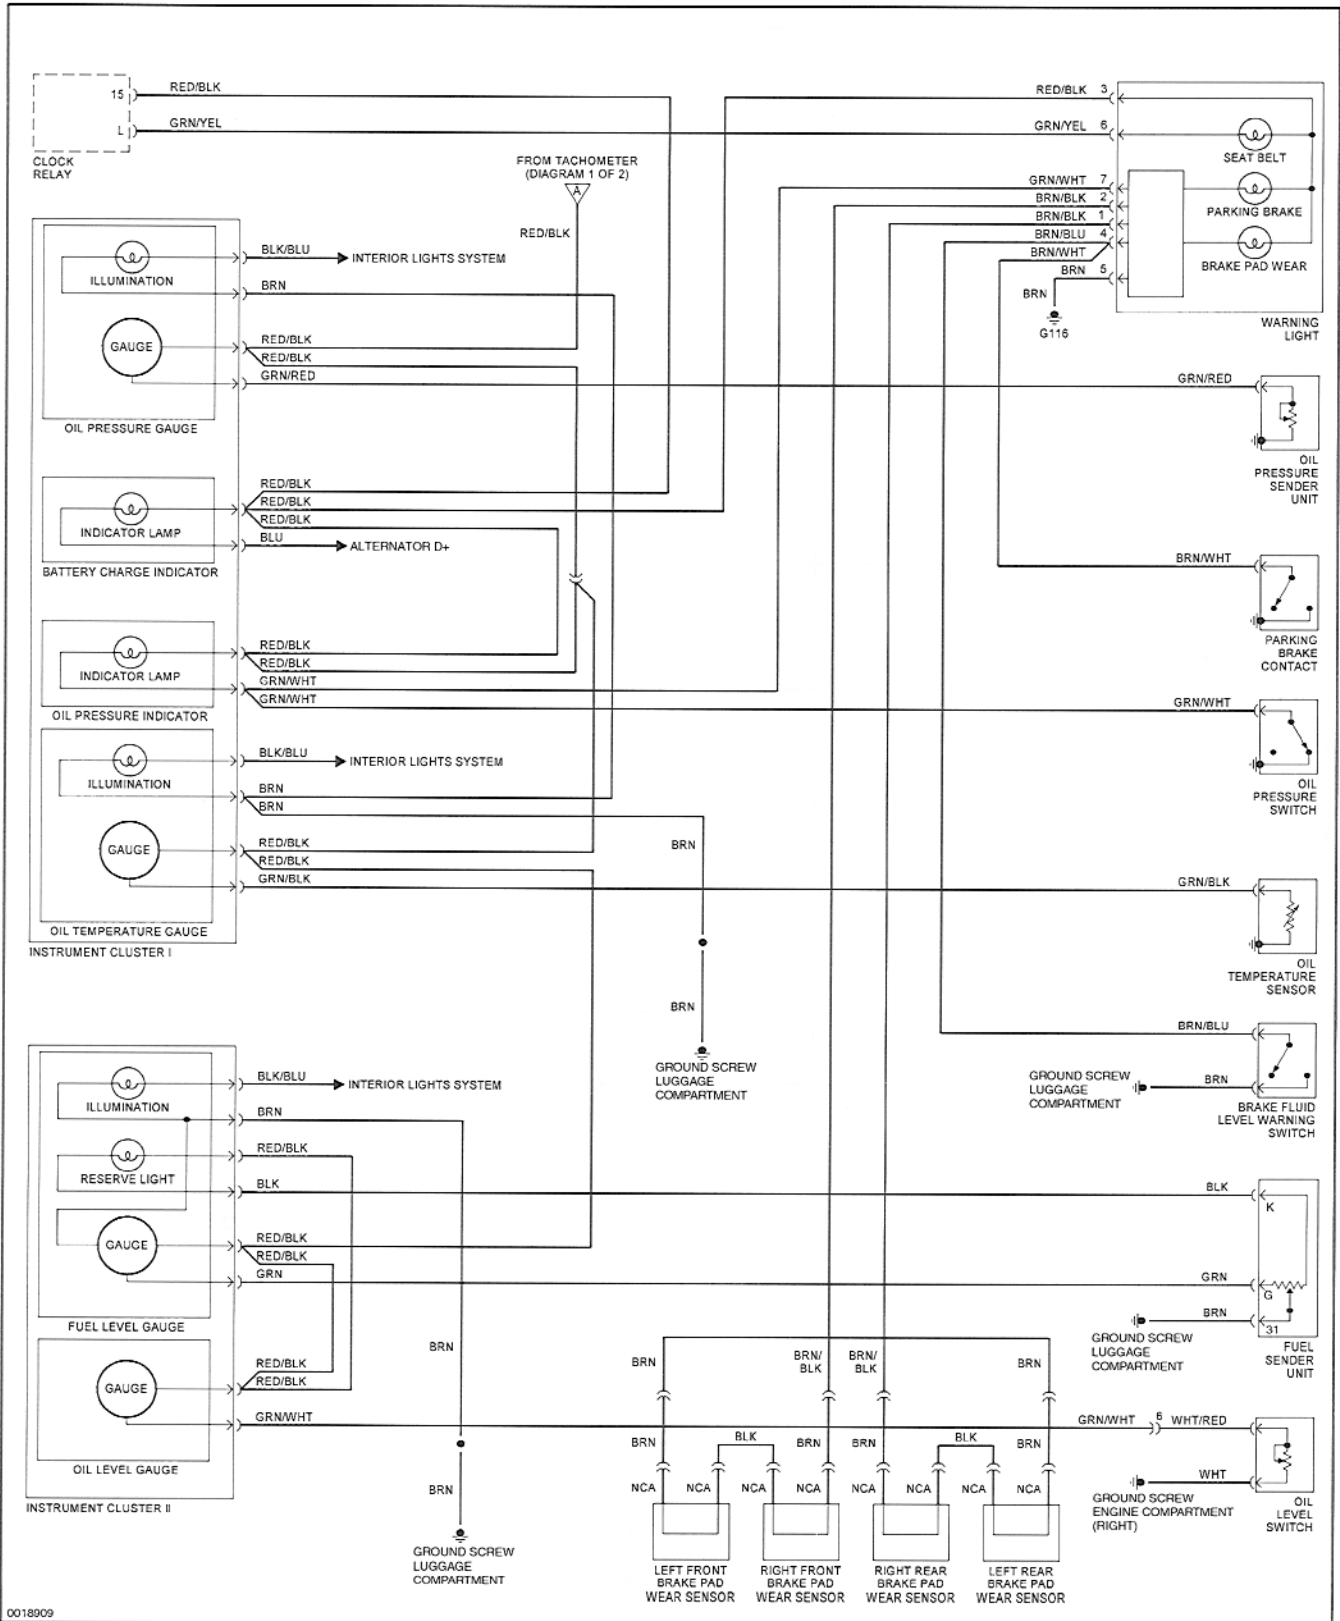 15
RED/BLK
L
GRN/YEL
CLOCK
RELAY
FROM TACHOMETER
(DIAGRAM 1 OF 2)
A
RED/BLK
RED/BLK 3
GRN/YEL 6
SEAT BELT
GRN/WHT 7
BRN/BLK 2
BRN/BLK 1
BRN/BLU 4
BRN/WHT
BRN 5
PARKING BRAKE
BRAKE PAD WEAR
BRN
G116
WARNING
LIGHT
BLK/BLU
INTERIOR LIGHTS SYSTEM
ILLUMINATION
BRN
GAUGE
RED/BLK
RED/BLK
GRN/RED
OIL PRESSURE GAUGE
GRN/RED
OIL
PRESSURE
SENDER
UNIT
RED/BLK
RED/BLK
RED/BLK
INDICATOR LAMP
BLU
ALTERNATOR D+
BATTERY CHARGE INDICATOR
BRN/WHT
PARKING
BRAKE
CONTACT
RED/BLK
RED/BLK
INDICATOR LAMP
GRN/WHT
GRN/WHT
OIL PRESSURE INDICATOR
GRN/WHT
OIL
PRESSURE
SWITCH
BLK/BLU
INTERIOR LIGHTS SYSTEM
ILLUMINATION
BRN
BRN
GAUGE
RED/BLK
RED/BLK
GRN/BLK
OIL TEMPERATURE GAUGE
INSTRUMENT CLUSTER I
BRN
BRN
GROUND SCREW
LUGGAGE
COMPARTMENT
GRN/BLK
OIL
TEMPERATURE
SENSOR
BRN/BLU
GROUND SCREW
LUGGAGE
COMPARTMENT
BRN
BRAKE FLUID
LEVEL WARNING
SWITCH
BLK/BLU
INTERIOR LIGHTS SYSTEM
ILLUMINATION
BRN
RED/BLK
RESERVE LIGHT
BLK
GAUGE
RED/BLK
RED/BLK
GRN
FUEL LEVEL GAUGE
GAUGE
RED/BLK
RED/BLK
GRN/WHT
OIL LEVEL GAUGE
INSTRUMENT CLUSTER II
BRN
BRN
GROUND SCREW
LUGGAGE
COMPARTMENT
BLK
K
GRN
G
BRN
31
GROUND SCREW
LUGGAGE
COMPARTMENT
FUEL
SENDER
UNIT
BRN
BRN/
BLK
BRN/
BLK
BRN
GRN/WHT 6 WHT/RED
BRN
BLK
BRN
BRN
BLK
BRN
NCA
NCA
NCA
NCA
NCA
NCA
NCA
NCA
WHT
GROUND SCREW
ENGINE COMPARTMENT
(RIGHT)
OIL
LEVEL
SWITCH
LEFT FRONT
BRAKE PAD
WEAR SENSOR
RIGHT FRONT
BRAKE PAD
WEAR SENSOR
RIGHT REAR
BRAKE PAD
WEAR SENSOR
LEFT REAR
BRAKE PAD
WEAR SENSOR
0018909